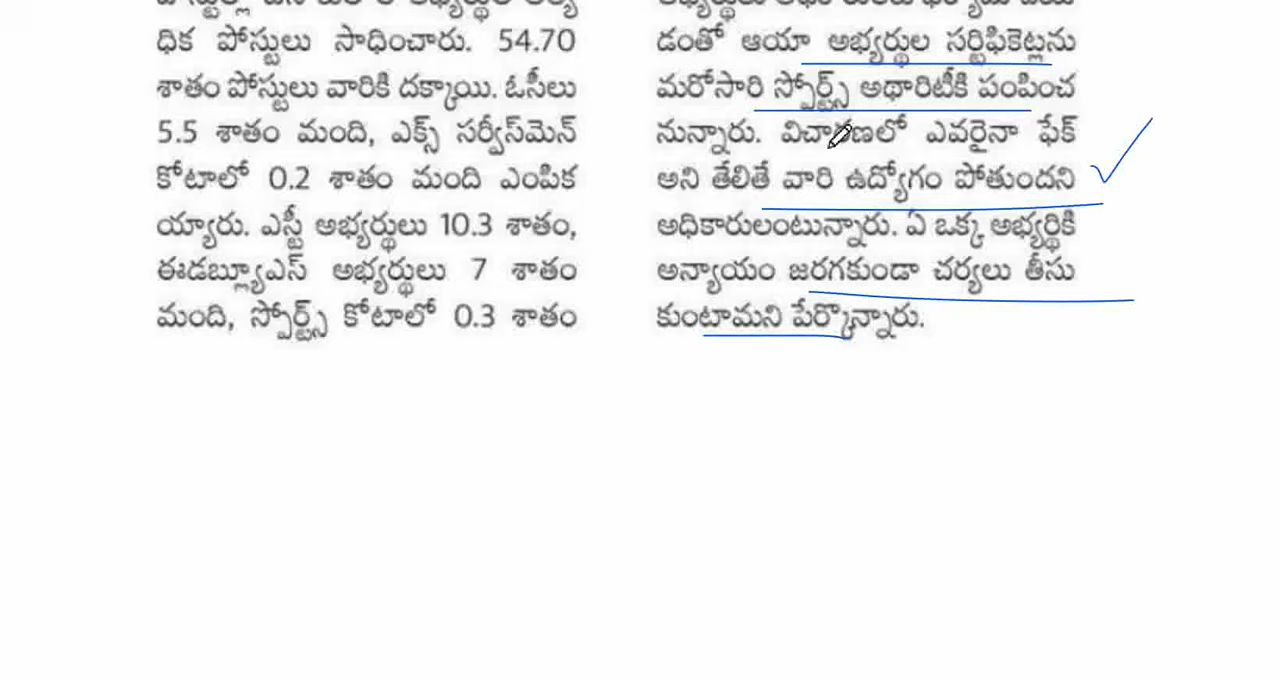 ధిక పోస్టులు సాధించారు. 54.70
శాతం పోస్టులు వారికి దక్కాయి. ఓసీలు
5.5 శాతం మంది, ఎక్స్ సర్వీస్‌మెన్
కోటాలో 0.2 శాతం మంది ఎంపిక
య్యారు. ఎస్టీ అభ్యర్థులు 10.3 శాతం,
ఈడబ్ల్యూఎస్ అభ్యర్థులు 7 శాతం
మంది, స్పోర్ట్స్ కోటాలో 0.3 శాతం
డంతో ఆయా అభ్యర్థుల సర్టిఫికెట్లను
మరోసారి స్పోర్ట్స్ అథారిటీకి పంపించ
నున్నారు. విచారణలో ఎవరైనా ఫేక్
అని తేలితే వారి ఉద్యోగం పోతుందని
అధికారులంటున్నారు. ఏ ఒక్క అభ్యర్థికి
అన్యాయం జరగకుండా చర్యలు తీసు
కుంటామని పేర్కొన్నారు.